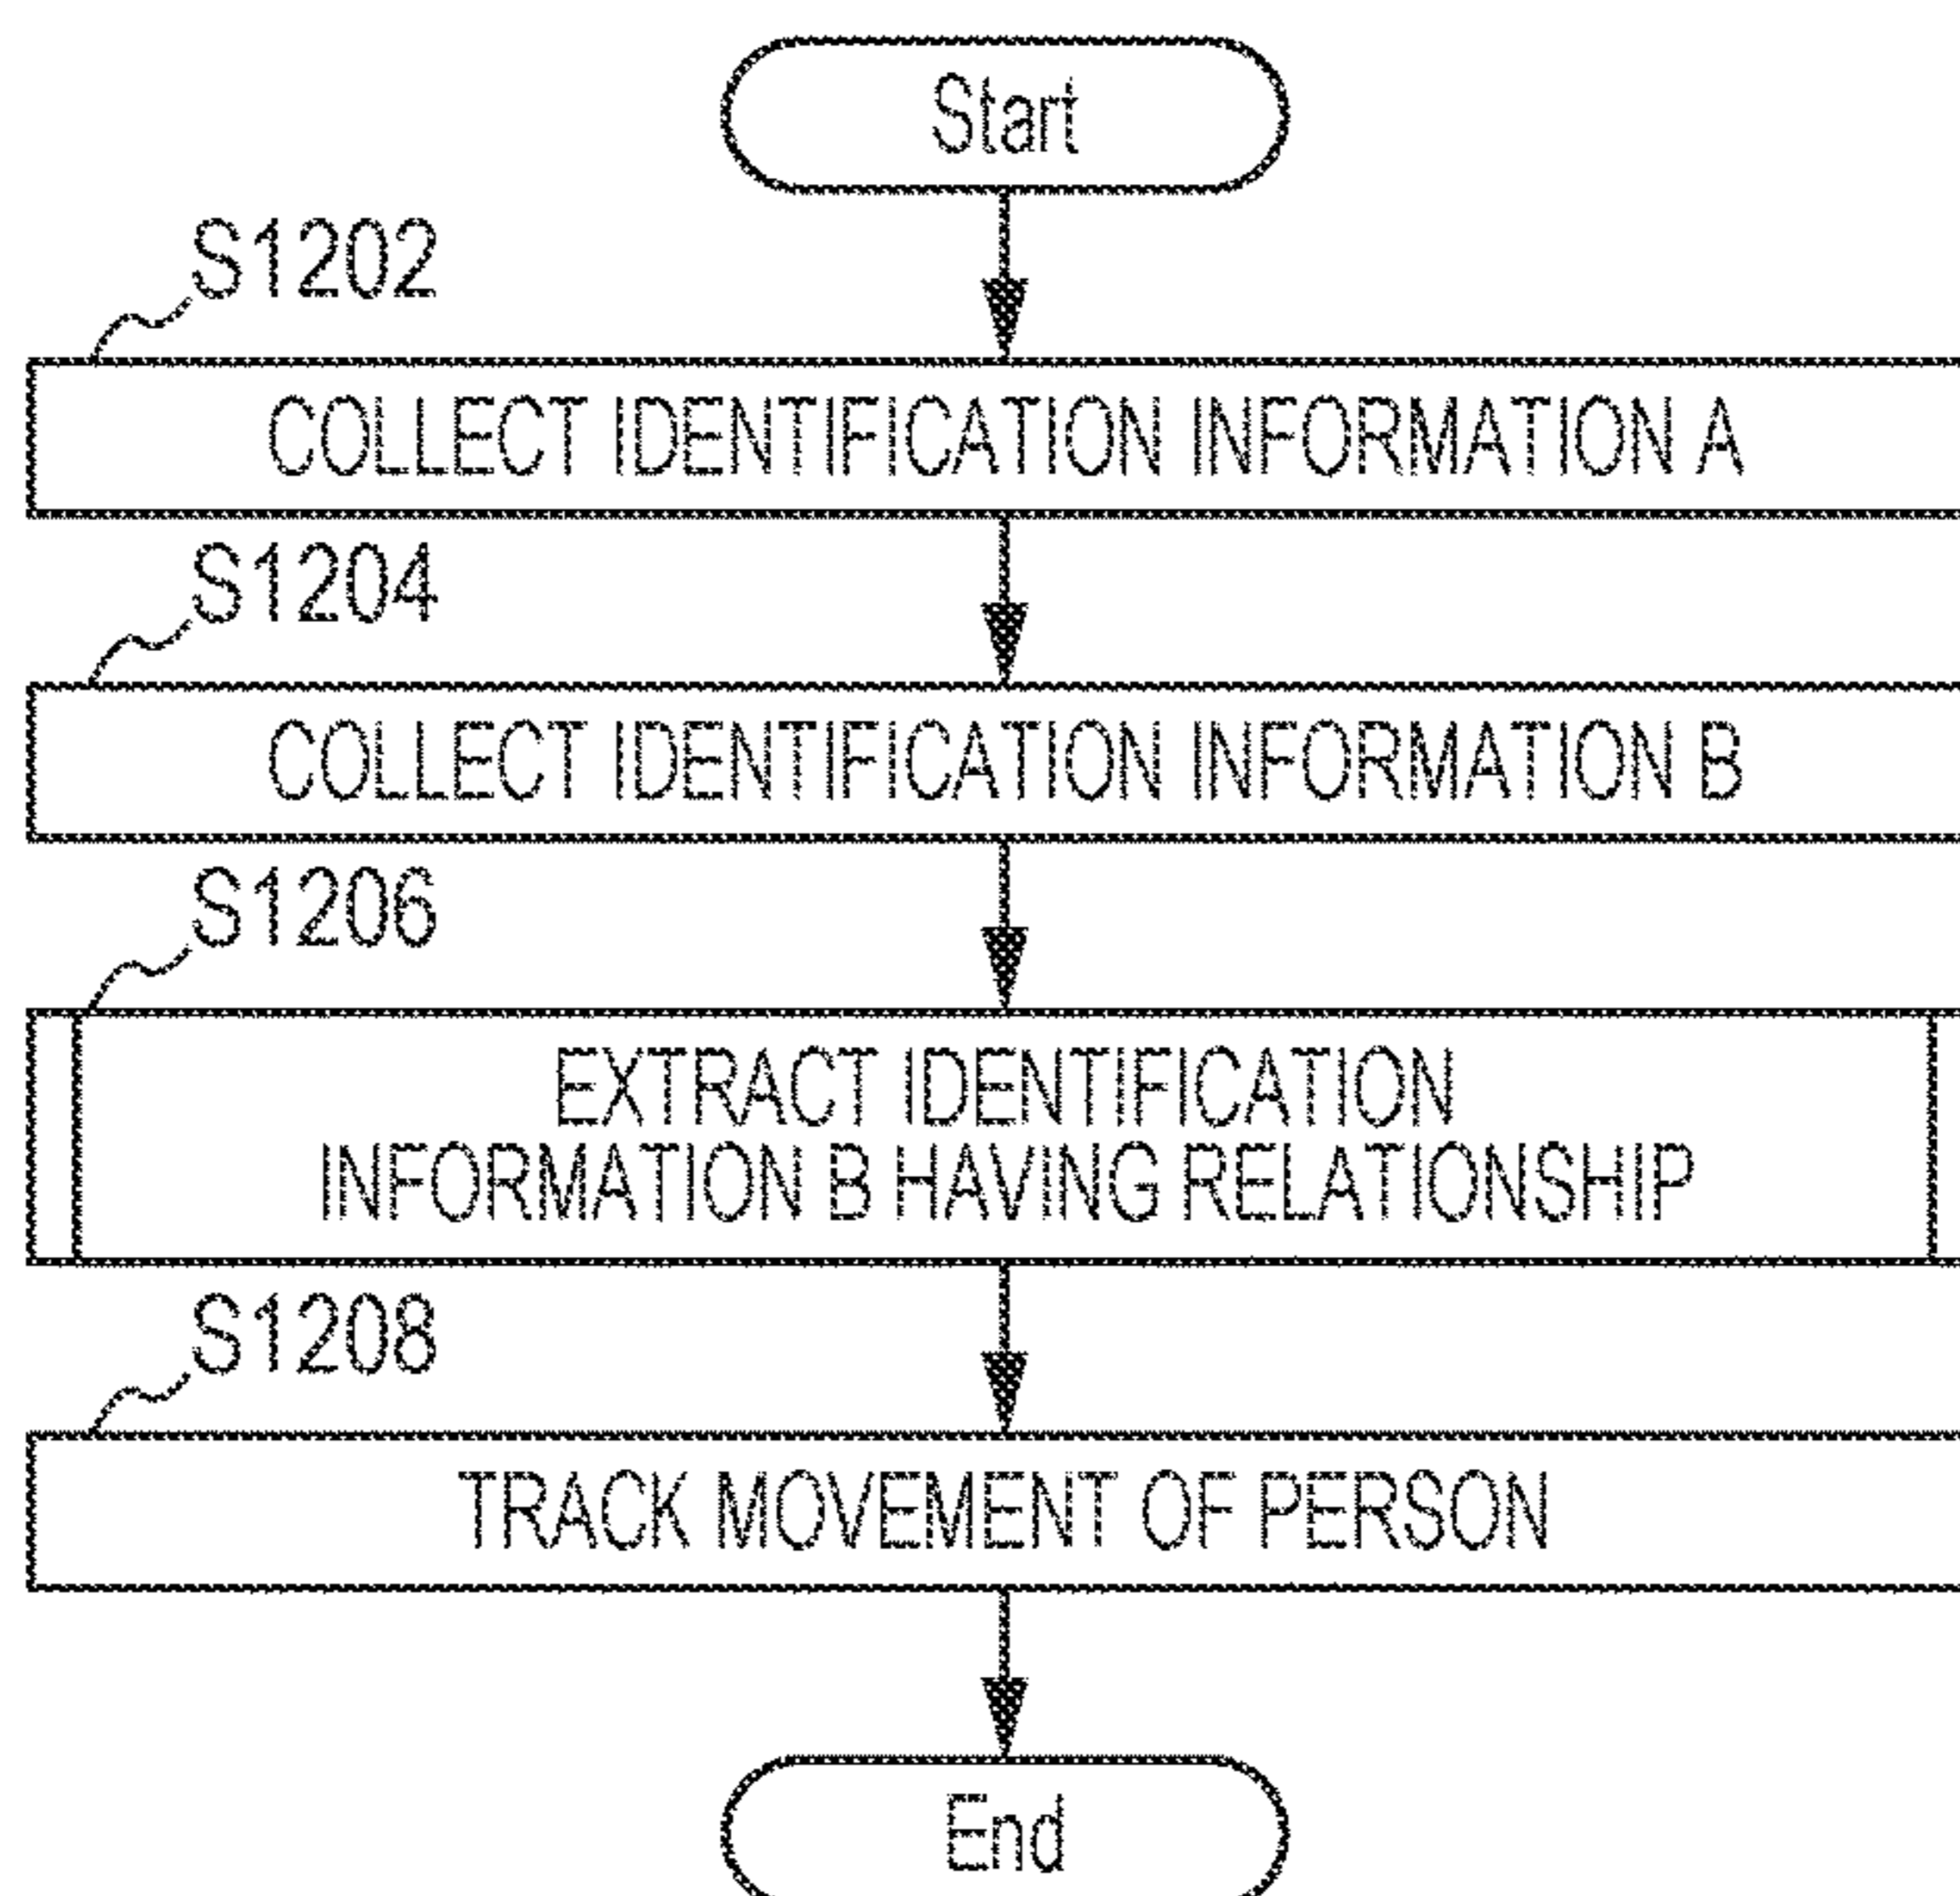 Start
S1202
COLLECT IDENTIFICATION INFORMATION A
S1204
COLLECT IDENTIFICATION INFORMATION B
S1206
EXTRACT IDENTIFICATION
INFORMATION B HAVING RELATIONSHIP
S1208
TRACK MOVEMENT OF PERSON
End